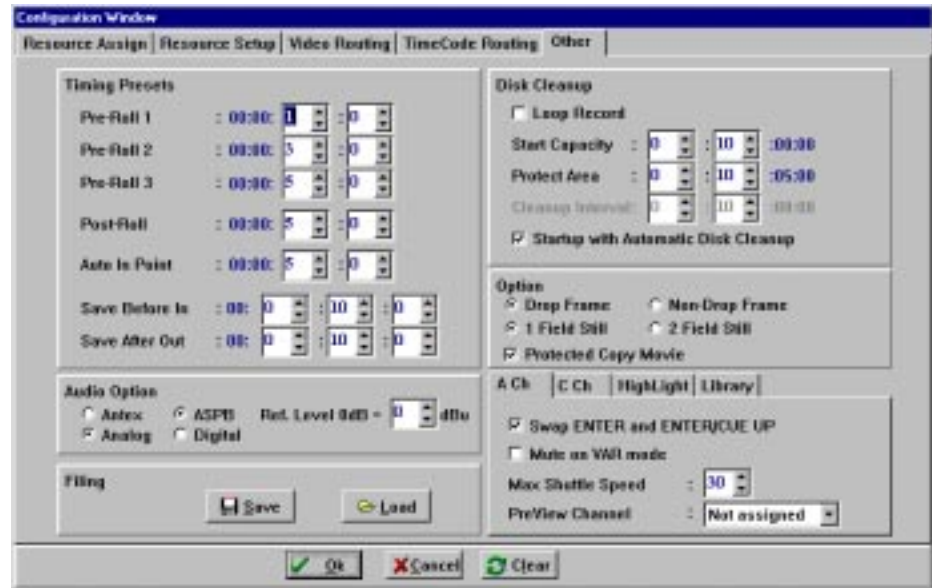 Configuration Window
Resource Assign Resource Setup Video Routing TimeCode Routing Other
Timing Presets
Pre-Roll 1 : 00:00: 1 : 0
Pre-Roll 2 : 00:00: 3 : 0
Pre-Roll 3 : 00:00: 5 : 0
Post-Roll : 00:00: 5 : 0
Auto In Point : 00:00: 5 : 0
Save Before In : 00: 0 : 10 : 0
Save After Out : 00: 0 : 10 : 0
Audio Option
Antex ASPB Ref. Level 0dB = 0 dBu
Analog Digital
Filing
Save Load
Disk Cleanup
Loop Record
Start Capacity : 0 : 10 :00:00
Protect Area : 0 : 10 :05:00
Cleanup Interval: 0 : 10 :00:00
Startup with Automatic Disk Cleanup
Option
Drop Frame Non-Drop Frame
1 Field Still 2 Field Still
Protected Copy Movie
A Ch C Ch HighLight Library
Swap ENTER and ENTER/CUE UP
Mute on VAR mode
Max Shuttle Speed : 30
PreView Channel : Not assigned
Ok Cancel Clear